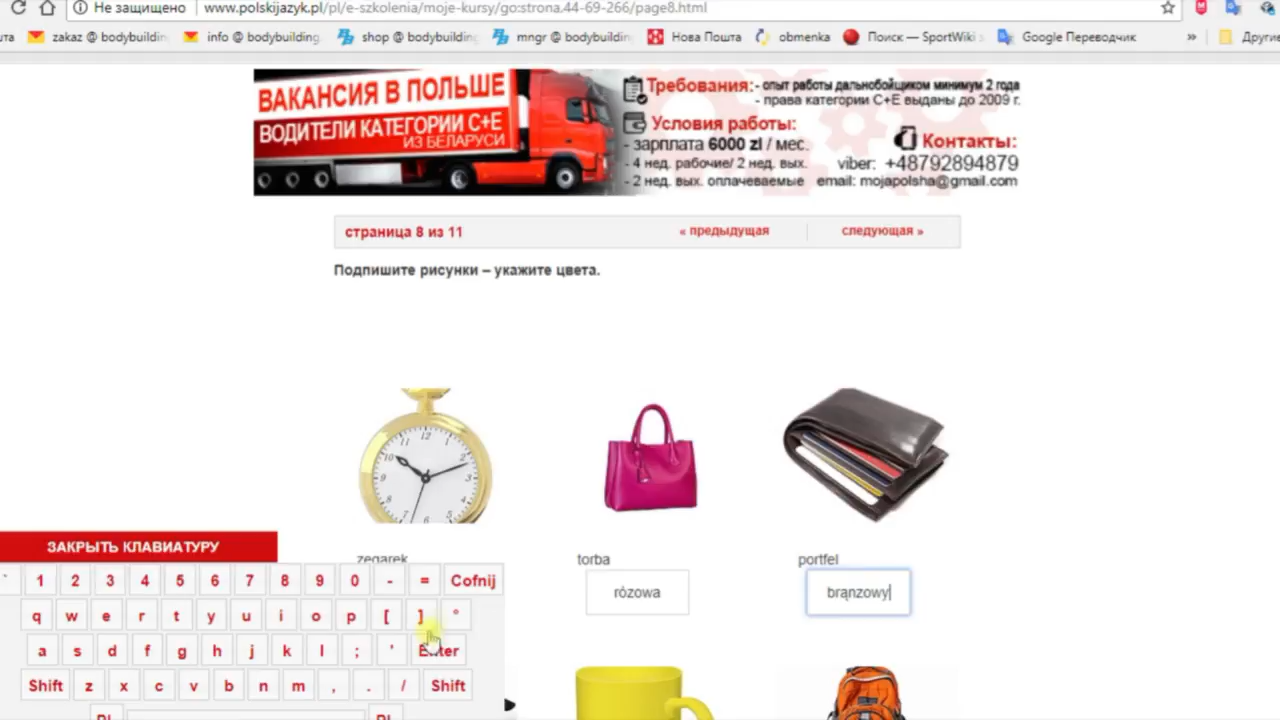 Не защищено
www.polskijazyk.pl/pl/e-szkolenia/moje-kursy/go:strona,44-69-266/page8.html
та
zakaz @ bodybuilding.
info @ bodybuilding.
shop @ bodybuilding
mngr @ bodybuildin
Нова Пошта
obmenka
Поиск — SportWiki
Google Переводчик
»
Другие
ВАКАНСИЯ В ПОЛЬШЕ
ВОДИТЕЛИ КАТЕГОРИИ С+Е
ИЗ БЕЛАРУСИ
Требования:- опыт работы дальнобойщиком минимум 2 года
- права категории С+Е выданы до 2009 г.
Условия работы:
- зарплата 6000 zl / мес.
- 4 нед. рабочие/ 2 нед. вых.
- 2 нед. вых. оплачеваемые
Контакты:
viber: +48792894879
email: mojapolsha@gmail.com
страница 8 из 11
« предыдущая
следующая »
Подпишите рисунки – укажите цвета.
zegarek
torba
portfel
różowa
brązowy
ЗАКРЫТЬ КЛАВИАТУРУ
` 1 2 3 4 5 6 7 8 9 0 - = Cofnij
q w e r t y u i o p [ ] °
a s d f g h j k l ; ' Enter
Shift z x c v b n m , . / Shift
PL PL